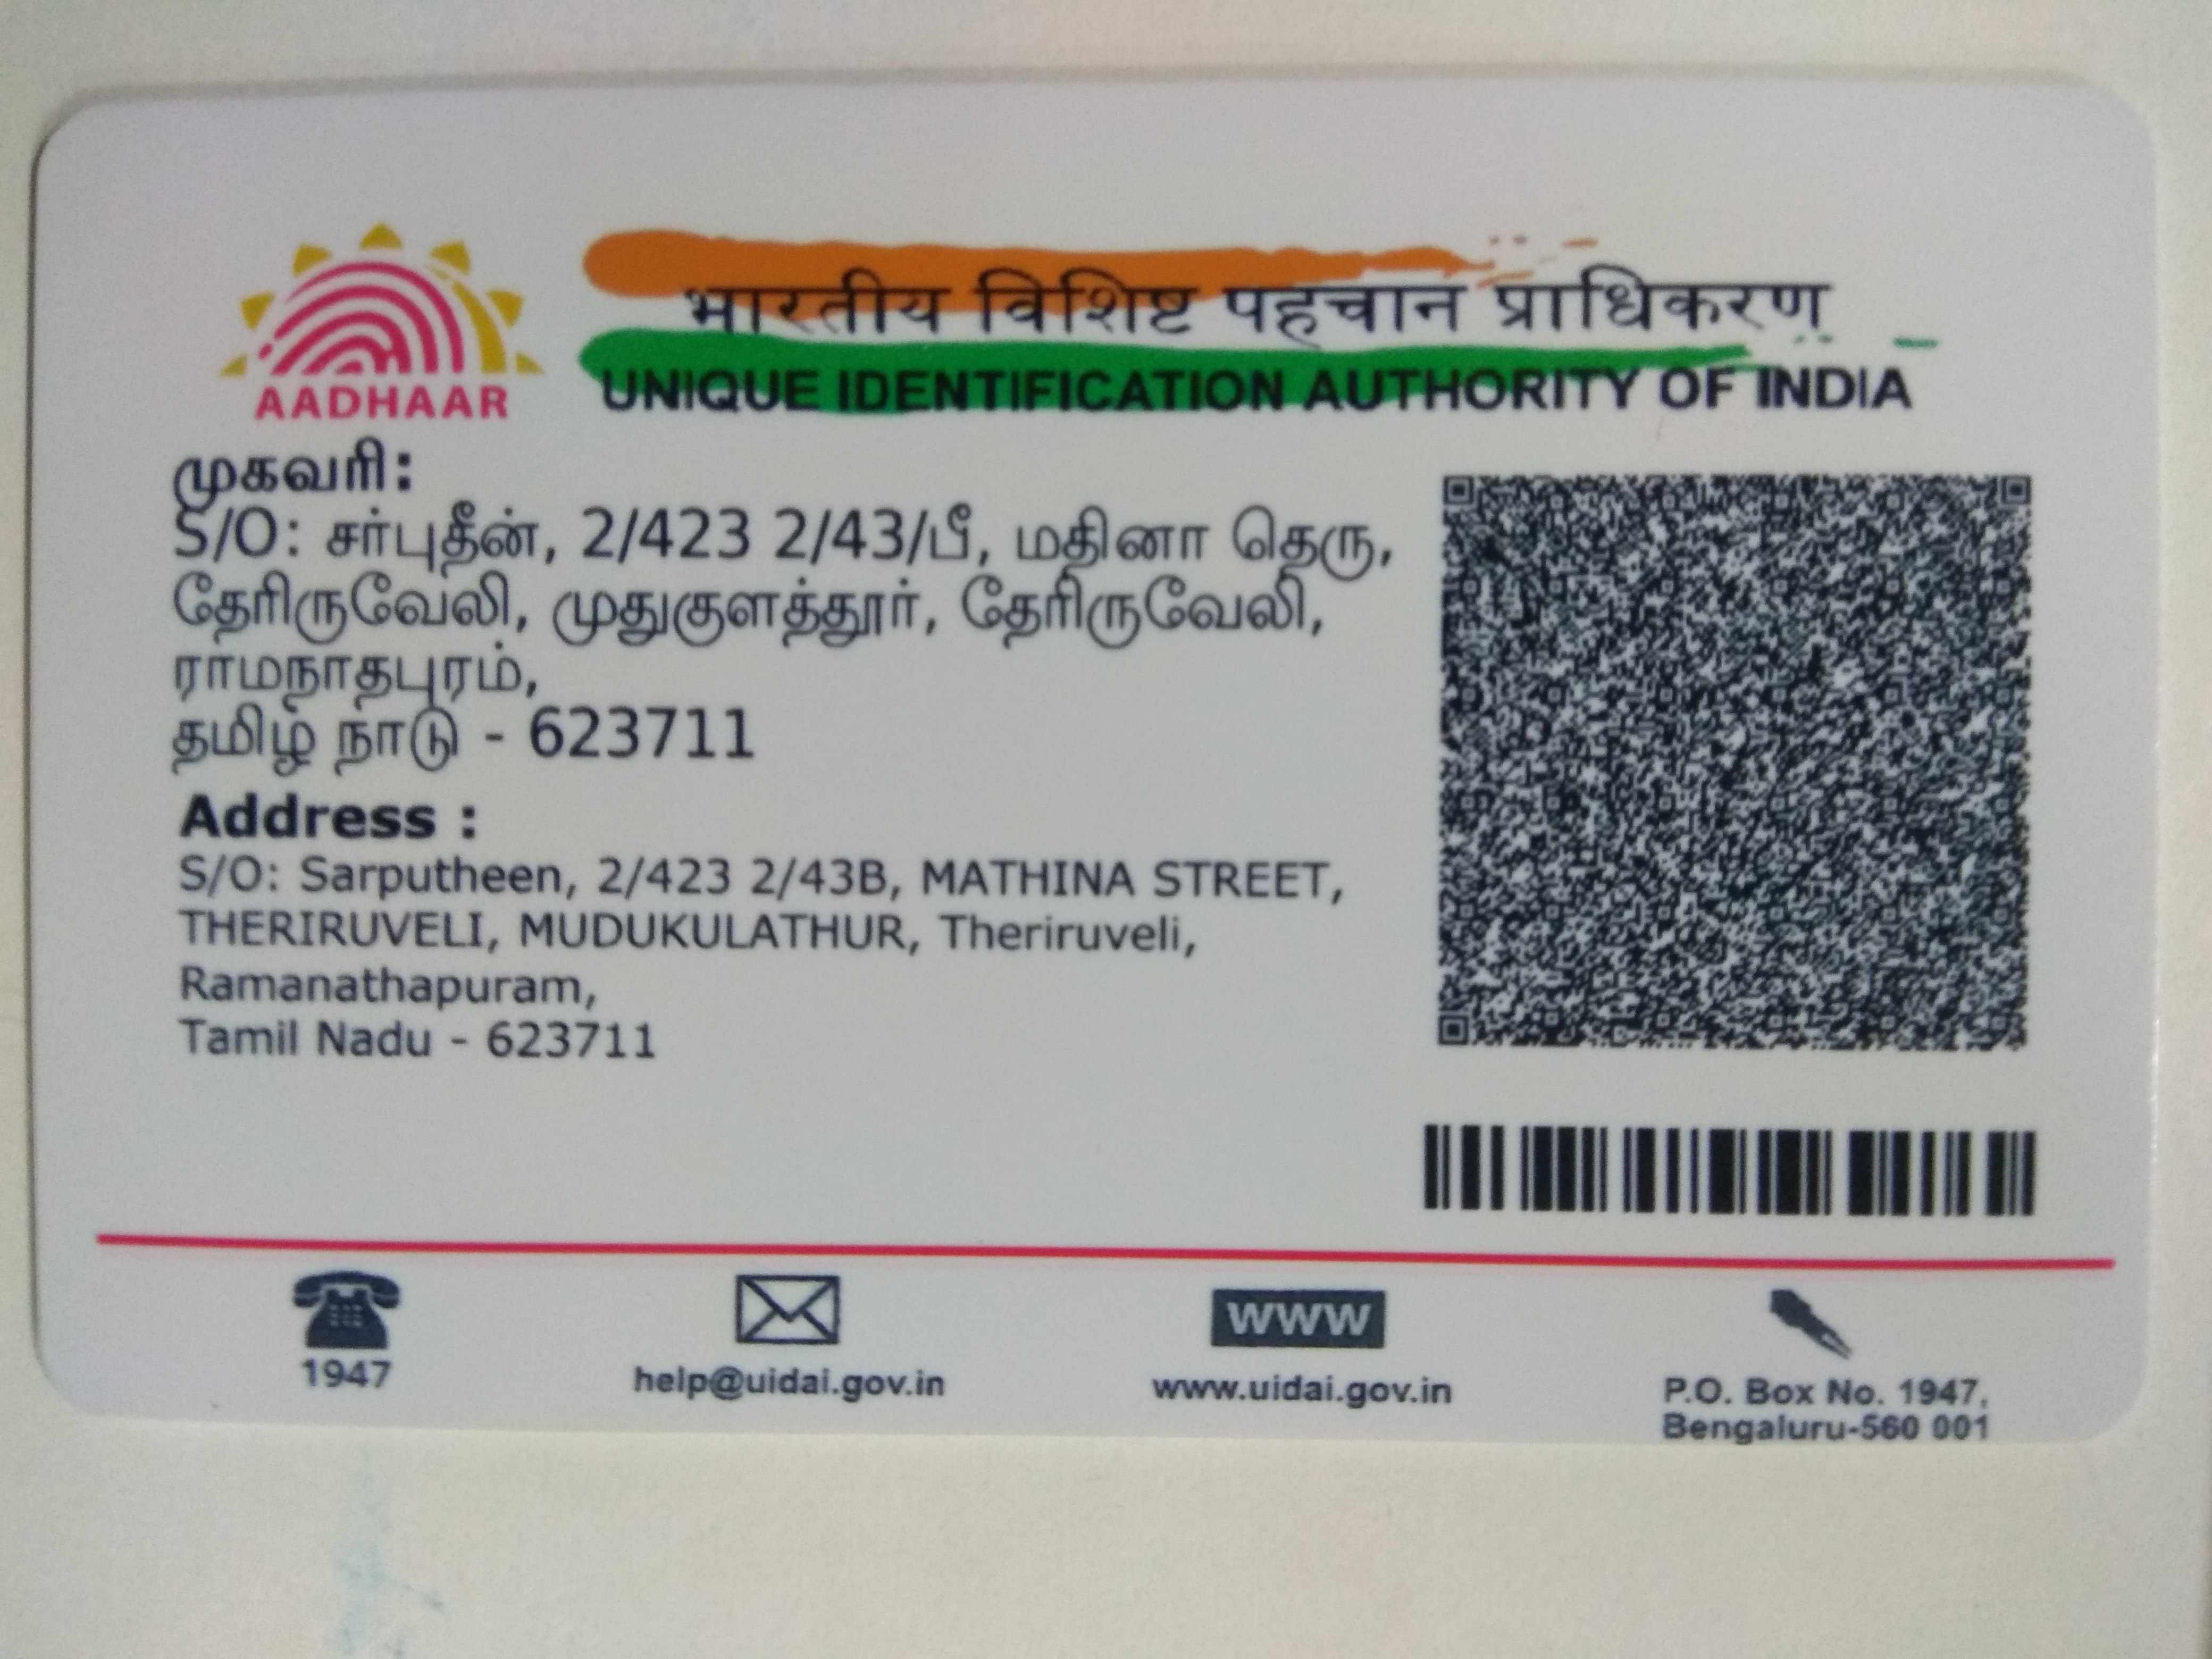 AADHAAR
भारतीय विशिष्ट पहचान प्राधिकरण
UNIQUE IDENTIFICATION AUTHORITY OF INDIA
முகவரி:
S/O: சர்புதீன், 2/423 2/43/பீ, மதினா தெரு,
தேரிருவேலி, முதுகுளத்தூர், தேரிருவேலி,
ராமநாதபுரம்,
தமிழ் நாடு - 623711
Address :
S/O: Sarputheen, 2/423 2/43B, MATHINA STREET,
THERIRUVELI, MUDUKULATHUR, Theriruveli,
Ramanathapuram,
Tamil Nadu - 623711
1947
help@uidai.gov.in
www
www.uidai.gov.in
P.O. Box No. 1947,
Bengaluru-560 001